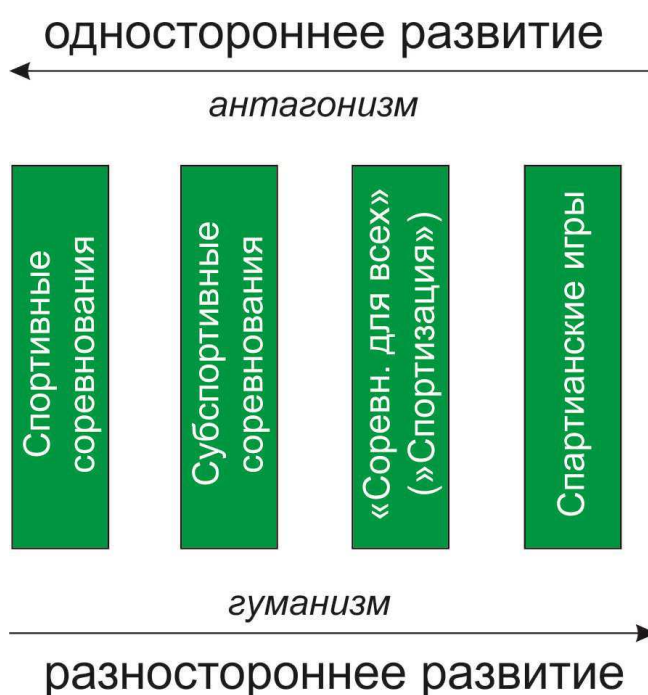 одностороннее развитие
антагонизм
Спортивные
соревнования
Субспортивные
соревнования
«Соревн. для всех»
(»Спортизация»)
Спартианские игры
гуманизм
разностороннее развитие